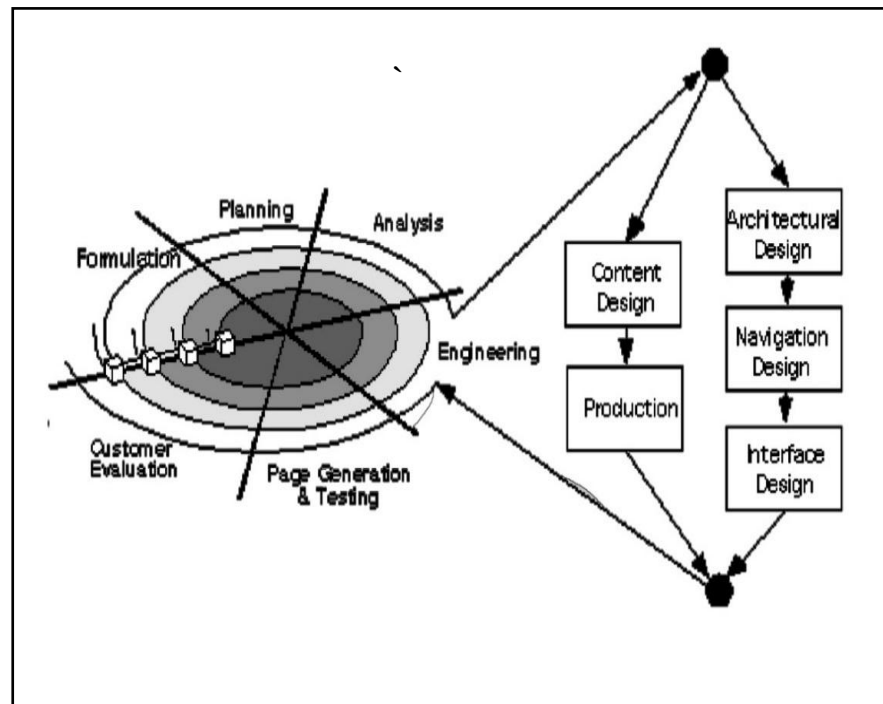 `
Planning
Analysis
Formulation
Engineering
Customer
Evaluation
Page Generation
& Testing
Content
Design
Production
Architectural
Design
Navigation
Design
Interface
Design